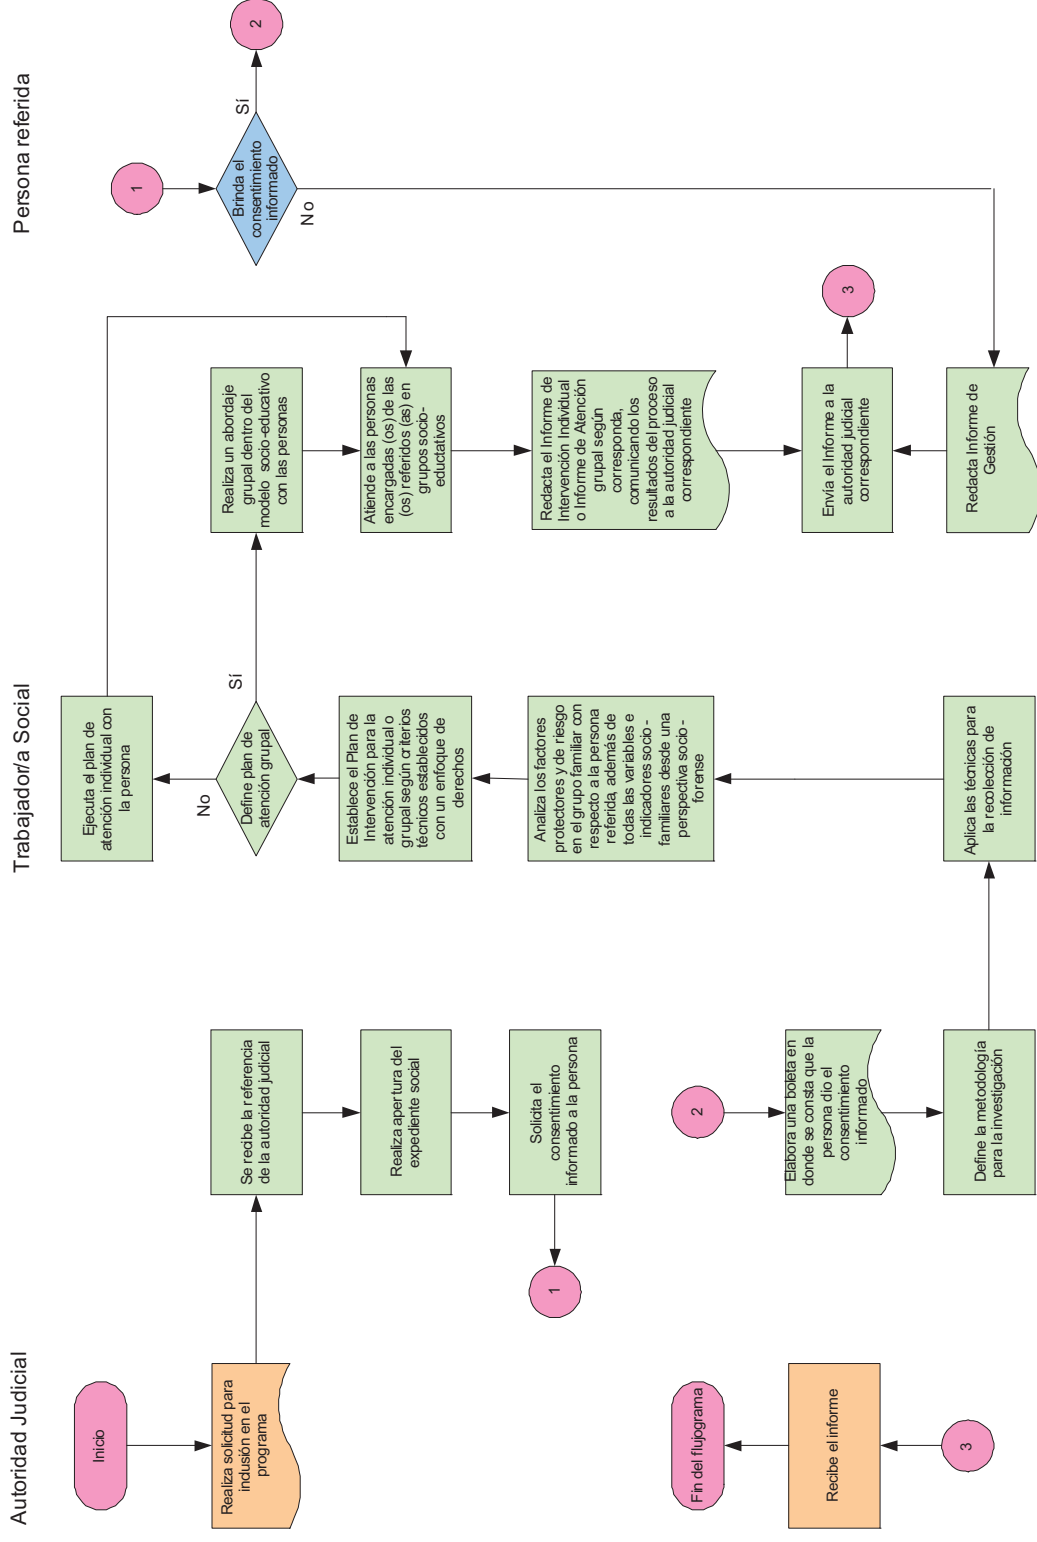 Autoridad Judicial
Trabajador/a Social
Persona referida
Inicio
Realiza solicitud para
inclusión en el
programa
Se recibe la referencia
de la autoridad judicial
Realiza apertura del
expediente social
Solicita el
consentimiento
informado a la persona
1
1
Brinda el
consentimiento
informado
Sí
2
No
2
Elabora una boleta en
donde se consta que la
persona dio el
consentimiento
informado
Define la metodología
para la investigación
Aplica las técnicas para
la recolección de
información
Analiza los factores
protectores y de riesgo
en el grupo familiar con
respecto a la persona
referida, además de
todas las variables e
indicadores socio -
familiares desde una
perspectiva socio -
forense
Establece el Plan de
Intervención para la
atención individual o
grupal según criterios
técnicos establecidos
con un enfoque de
derechos
Define plan de
atención grupal
No
Sí
Ejecuta el plan de
atención individual con
la persona
Realiza un abordaje
grupal dentro del
modelo socio-educativo
con las personas
Atiende a las personas
encargadas (os) de las
(os) referidos (as) en
grupos socio-
eductativos
Redacta el Informe de
Intervención Individual
o Informe de Atención
grupal según
corresponda,
comunicando los
resultados del proceso
a la autoridad judicial
correspondiente
Envía el Informe a la
autoridad judicial
correspondiente
3
Redacta Informe de
Gestión
3
Recibe el informe
Fin del flujograma